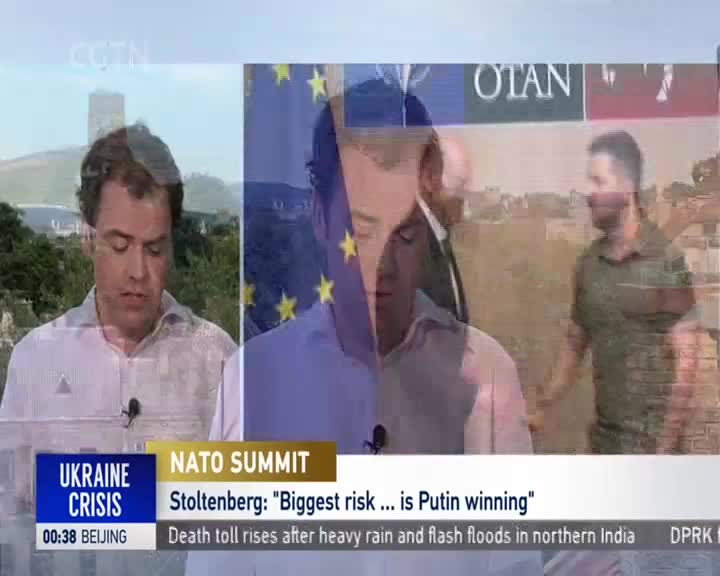 CGTN
OTAN
UKRAINE
CRISIS
NATO SUMMIT
Stoltenberg: "Biggest risk ... is Putin winning"
00:38 BEIJING
Death toll rises after heavy rain and flash floods in northern India
DPRK